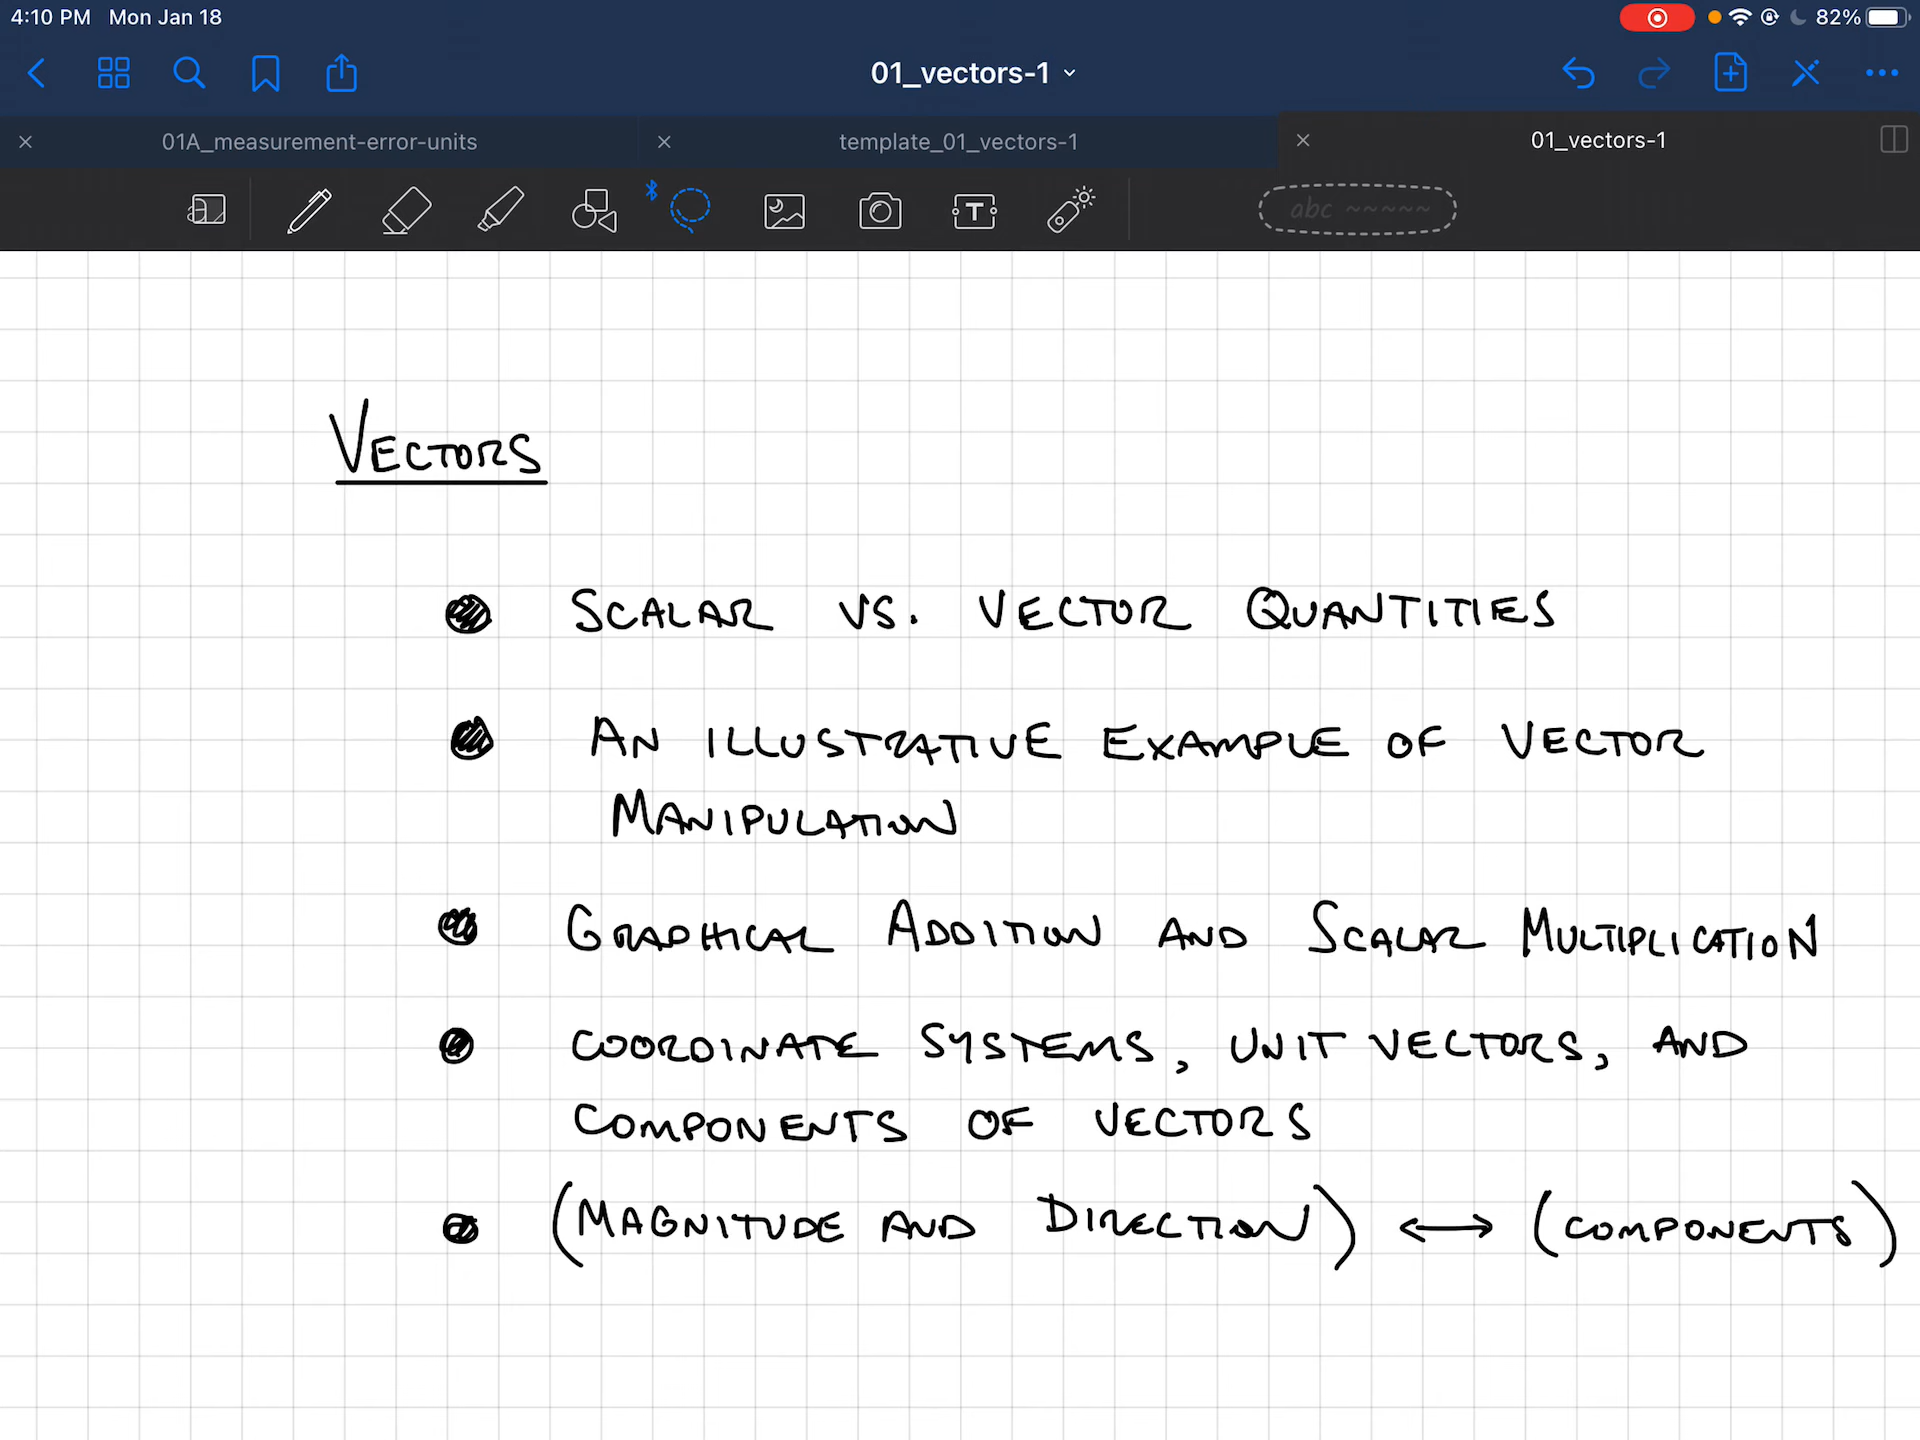 4:10 PM Mon Jan 18
82%
01_vectors-1
01A_measurement-error-units
template_01_vectors-1
01_vectors-1
T
abc ~~~~~
VECTORS
SCALAR VS. VECTOR QUANTITIES
AN ILLUSTRATIVE EXAMPLE OF VECTOR
MANIPULATION
GRAPHICAL ADDITION AND SCALAR MULTIPLICATION
COORDINATE SYSTEMS, UNIT VECTORS, AND
COMPONENTS OF VECTORS
(MAGNITUDE AND DIRECTION) ⟷ (COMPONENTS)